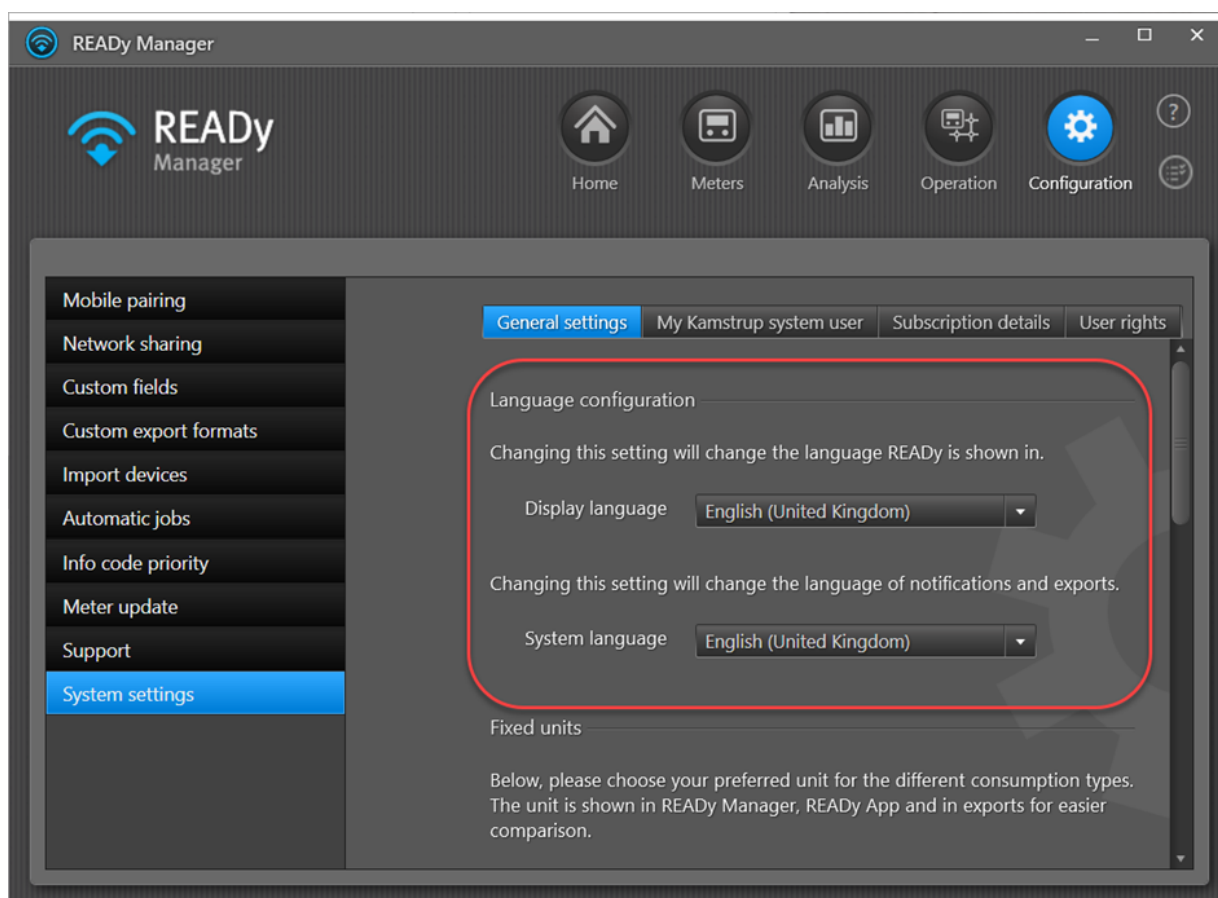 READy Manager
READy
Manager
Home
Meters
Analysis
Operation
Configuration
?
Mobile pairing
Network sharing
Custom fields
Custom export formats
Import devices
Automatic jobs
Info code priority
Meter update
Support
System settings
General settings
My Kamstrup system user
Subscription details
User rights
Language configuration
Changing this setting will change the language READy is shown in.
Display language
English (United Kingdom)
Changing this setting will change the language of notifications and exports.
System language
English (United Kingdom)
Fixed units
Below, please choose your preferred unit for the different consumption types.
The unit is shown in READy Manager, READy App and in exports for easier
comparison.